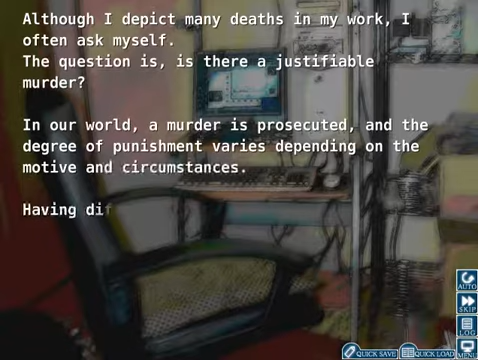 Although I depict many deaths in my work, I
often ask myself.
The question is, is there a justifiable
murder?
In our world, a murder is prosecuted, and the
degree of punishment varies depending on the
motive and circumstances.
Having dif
AUTO
SKIP
LOG
MENU
QUICK SAVE
QUICK LOAD